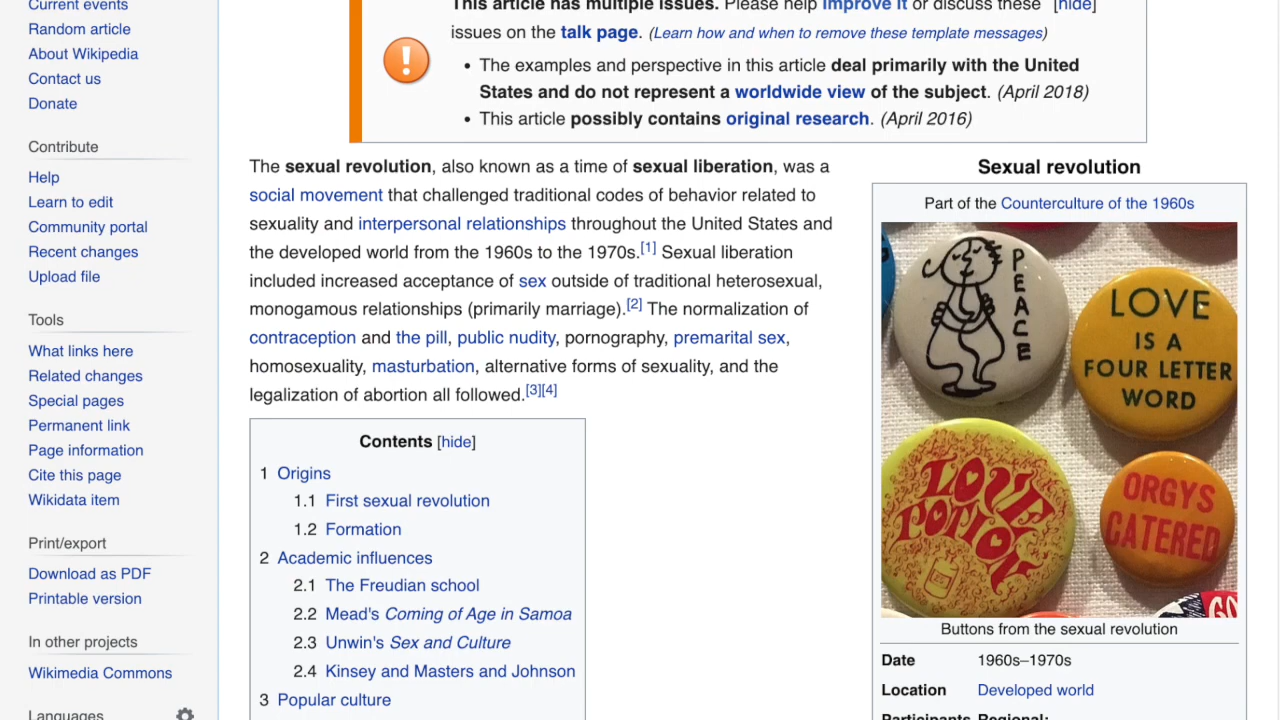 Current events
Random article
About Wikipedia
Contact us
Donate
Contribute
Help
Learn to edit
Community portal
Recent changes
Upload file
Tools
What links here
Related changes
Special pages
Permanent link
Page information
Cite this page
Wikidata item
Print/export
Download as PDF
Printable version
In other projects
Wikimedia Commons
Languages
This article has multiple issues. Please help improve it or discuss these [hide]
issues on the talk page. (Learn how and when to remove these template messages)
• The examples and perspective in this article deal primarily with the United
States and do not represent a worldwide view of the subject. (April 2018)
• This article possibly contains original research. (April 2016)
The sexual revolution, also known as a time of sexual liberation, was a
social movement that challenged traditional codes of behavior related to
sexuality and interpersonal relationships throughout the United States and
the developed world from the 1960s to the 1970s.[1] Sexual liberation
included increased acceptance of sex outside of traditional heterosexual,
monogamous relationships (primarily marriage).[2] The normalization of
contraception and the pill, public nudity, pornography, premarital sex,
homosexuality, masturbation, alternative forms of sexuality, and the
legalization of abortion all followed.[3][4]
Contents [hide]
1 Origins
1.1 First sexual revolution
1.2 Formation
2 Academic influences
2.1 The Freudian school
2.2 Mead's Coming of Age in Samoa
2.3 Unwin's Sex and Culture
2.4 Kinsey and Masters and Johnson
3 Popular culture
Sexual revolution
Part of the Counterculture of the 1960s
PEACE
LOVE
IS A
FOUR LETTER
WORD
LOVE
POTION
ORGYS
CATERED
GO
Buttons from the sexual revolution
Date 1960s–1970s
Location Developed world
Participants Regional: